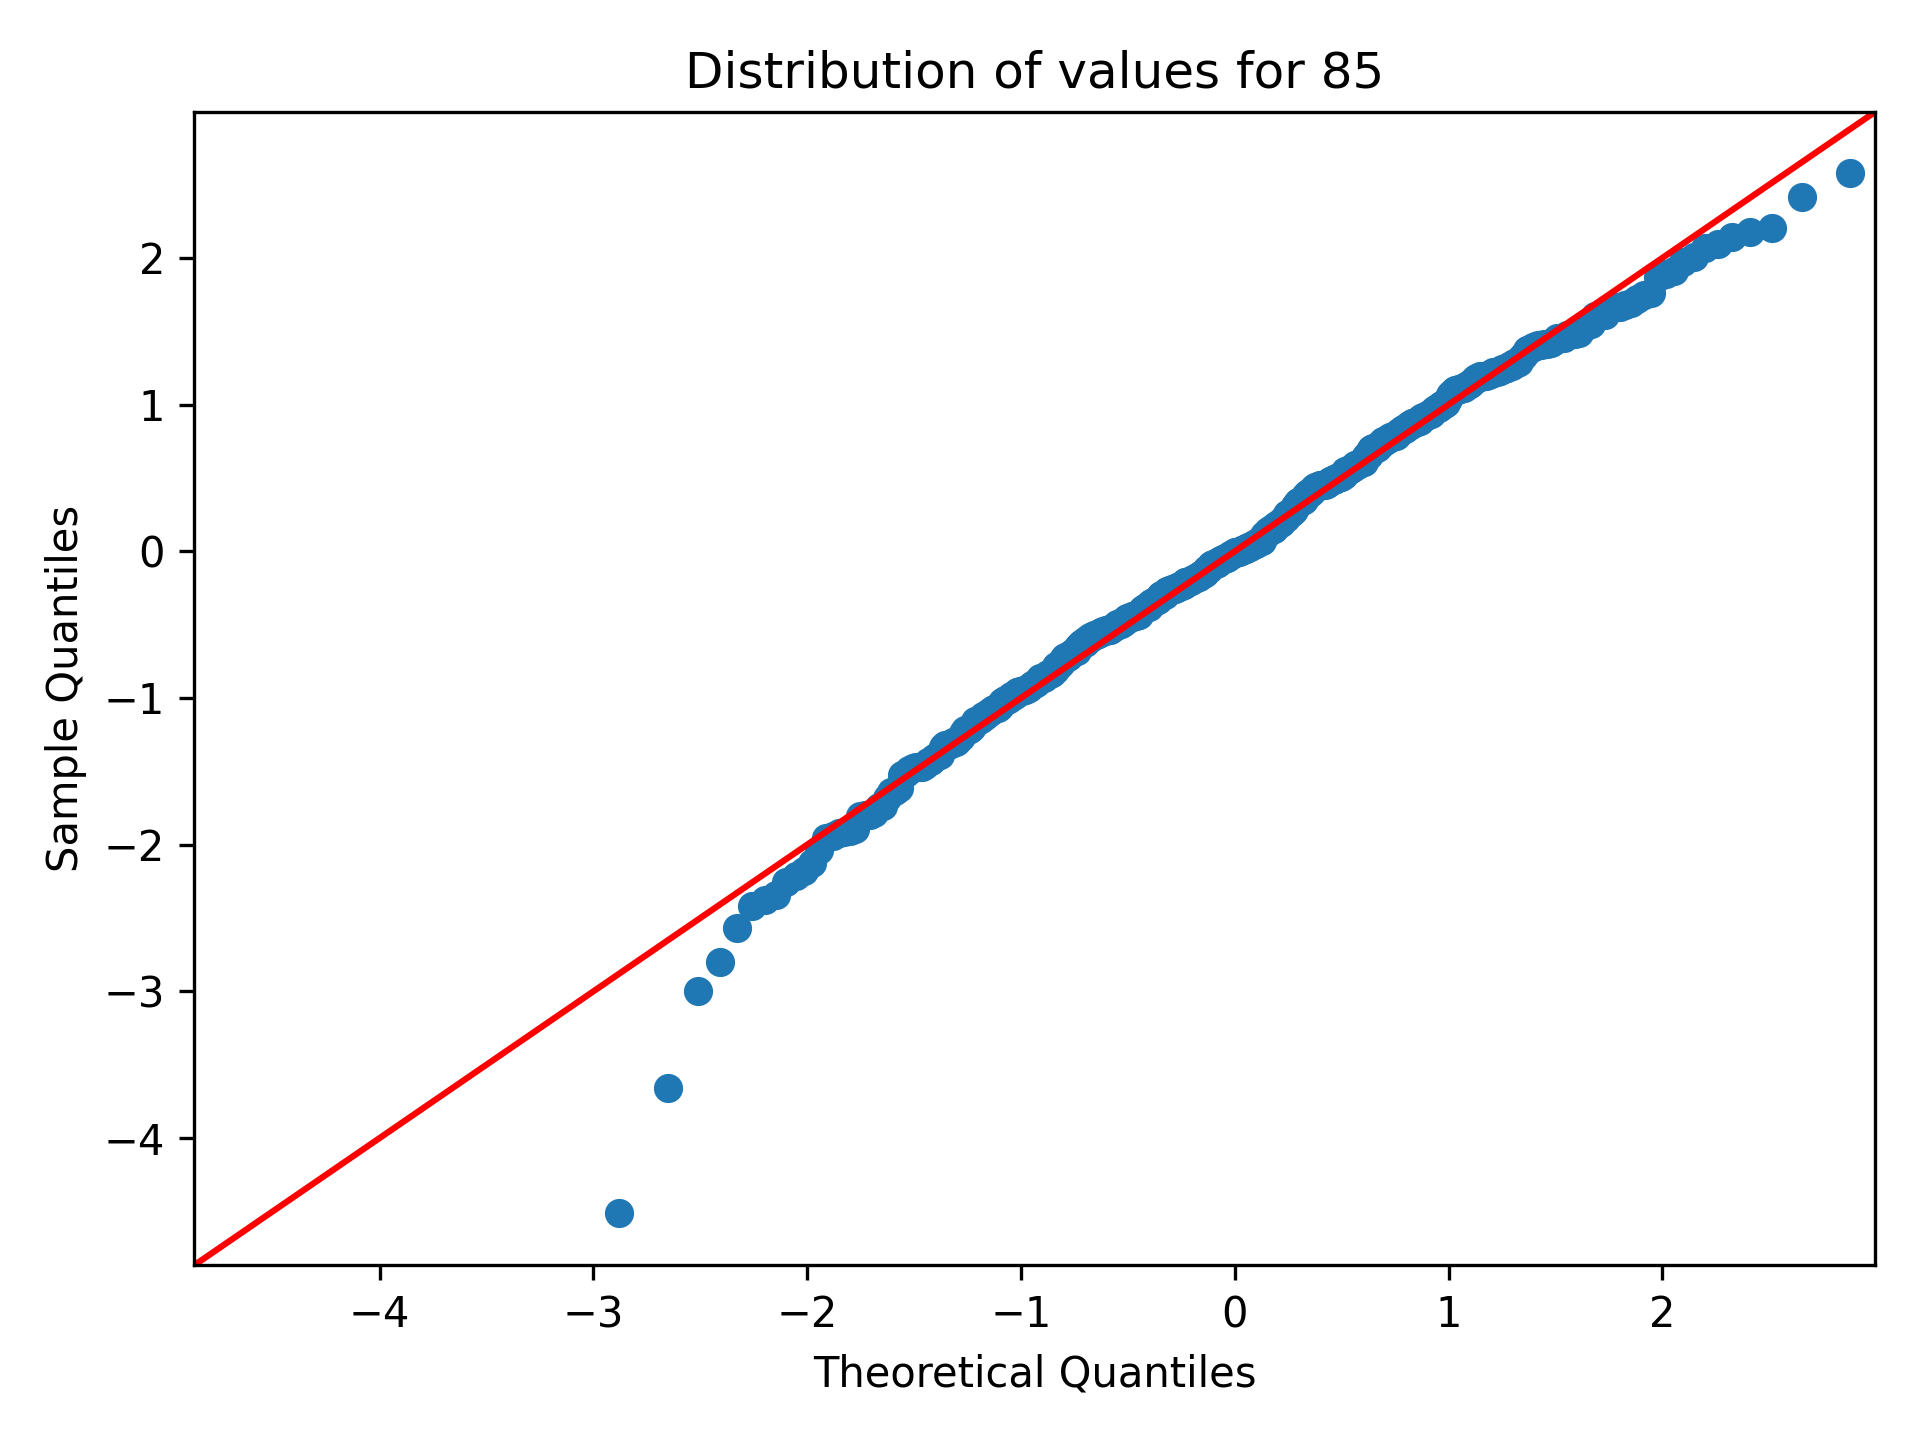 Distribution of values for 85
Sample Quantiles
2
1
0
−1
−2
−3
−4
−4 −3 −2 −1 0 1 2
Theoretical Quantiles